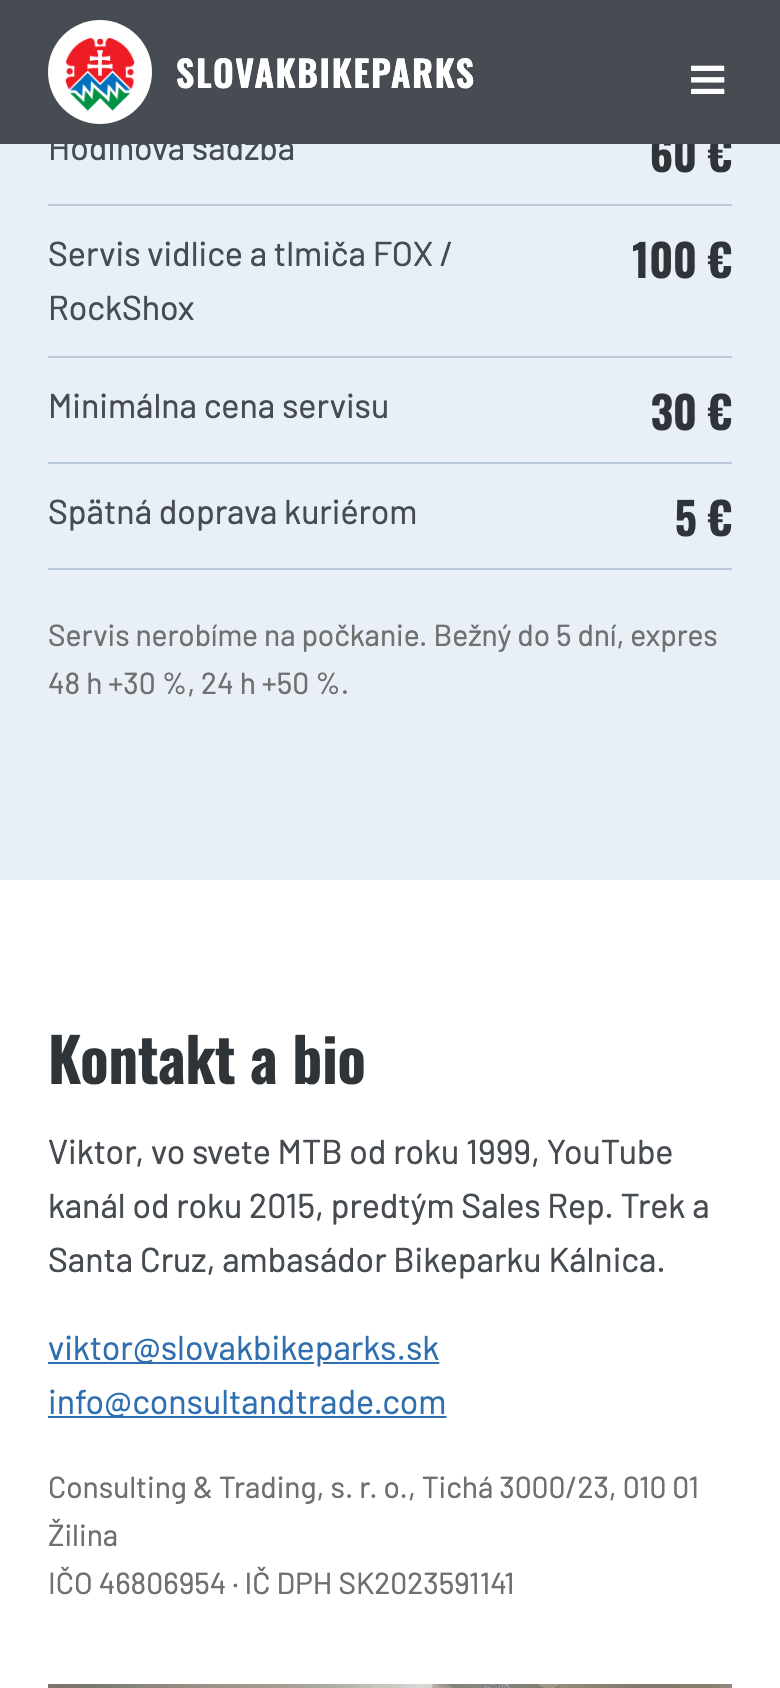 SLOVAKBIKEPARKS
Hodinová sadzba 60 €
Servis vidlice a tlmiča FOX / 100 €
RockShox
Minimálna cena servisu 30 €
Spätná doprava kuriérom 5 €
Servis nerobíme na počkanie. Bežný do 5 dní, expres
48 h +30 %, 24 h +50 %.
Kontakt a bio
Viktor, vo svete MTB od roku 1999, YouTube
kanál od roku 2015, predtým Sales Rep. Trek a
Santa Cruz, ambasádor Bikeparku Kálnica.
viktor@slovakbikeparks.sk
info@consultandtrade.com
Consulting & Trading, s. r. o., Tichá 3000/23, 010 01
Žilina
IČO 46806954 · IČ DPH SK2023591141